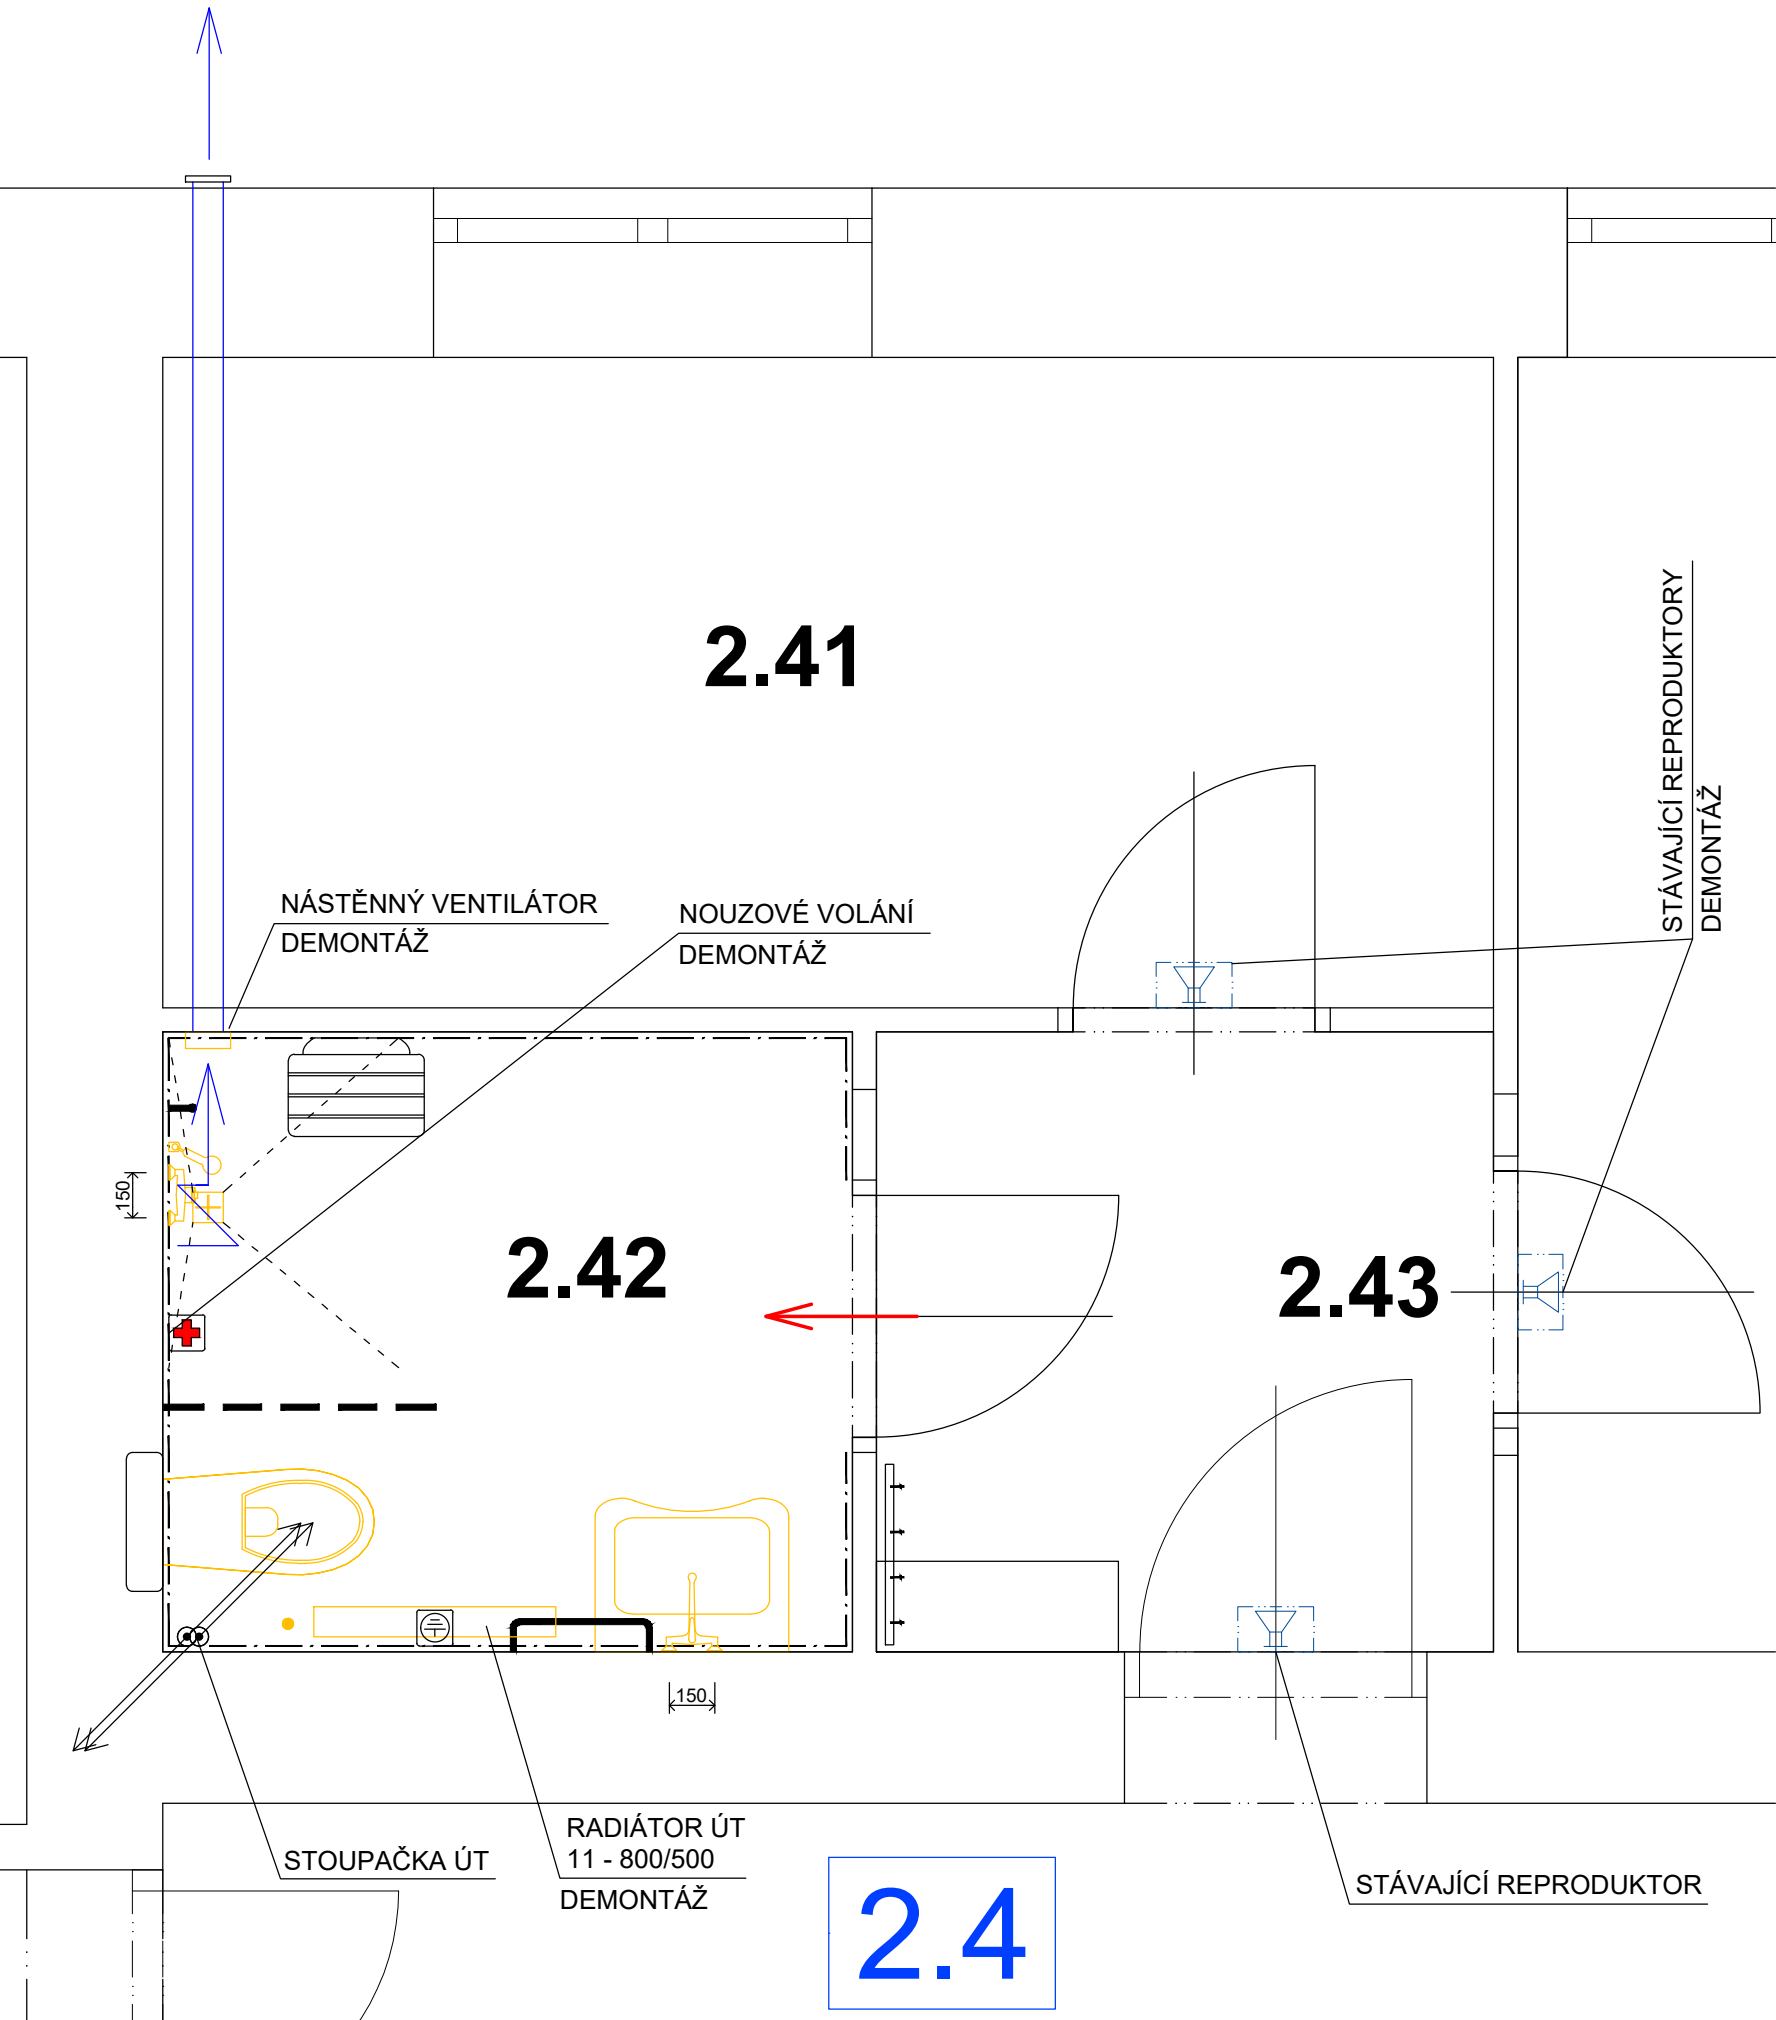 2.41
STÁVAJÍCÍ REPRODUKTORY
DEMONTÁŽ
NÁSTĚNNÝ VENTILÁTOR
DEMONTÁŽ
NOUZOVÉ VOLÁNÍ
DEMONTÁŽ
150
2.42
2.43
150
STOUPAČKA ÚT
RADIÁTOR ÚT
11 - 800/500
DEMONTÁŽ
STÁVAJÍCÍ REPRODUKTOR
2.4